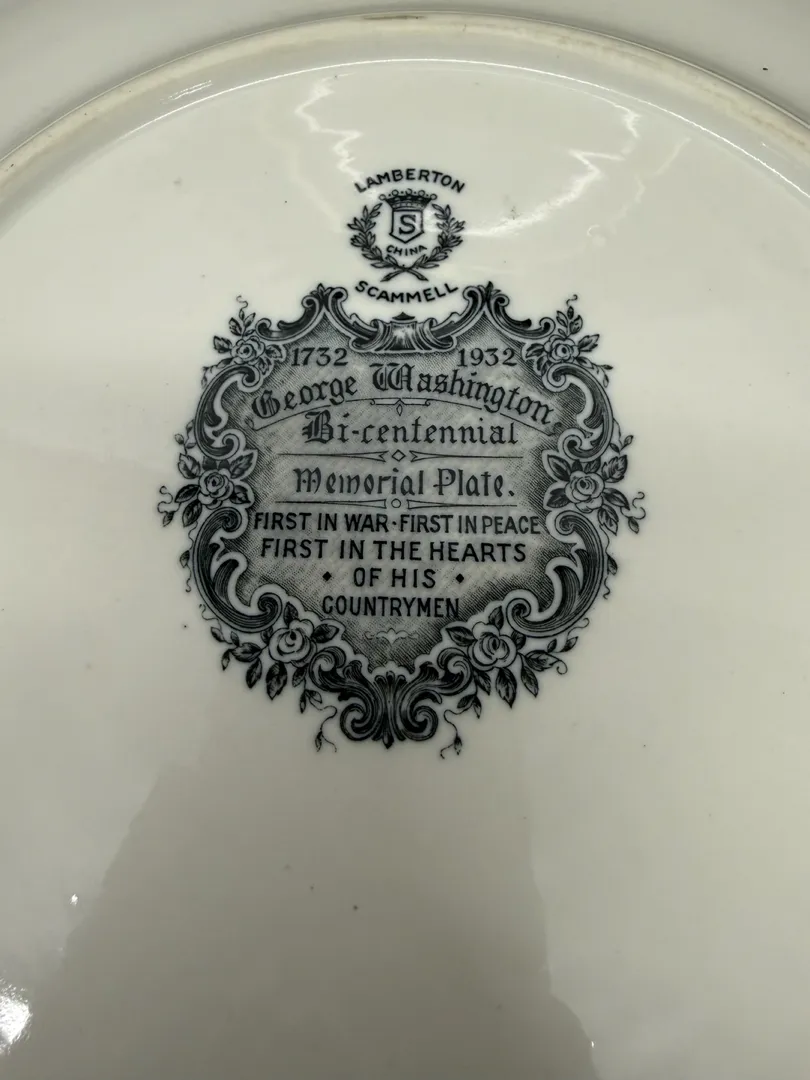 LAMBERTON
S
CHINA
SCAMMELL
1732 1932
George Washington
Bi-centennial
Memorial Plate.
FIRST IN WAR·FIRST IN PEACE
FIRST IN THE HEARTS
• OF HIS •
COUNTRYMEN